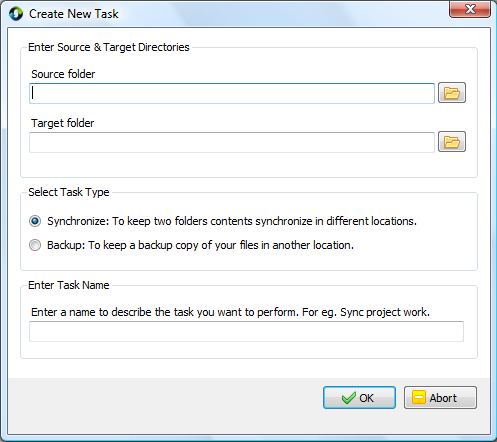 Create New Task
Enter Source & Target Directories
Source folder
Target folder
Select Task Type
Synchronize: To keep two folders contents synchronize in different locations.
Backup: To keep a backup copy of your files in another location.
Enter Task Name
Enter a name to describe the task you want to perform. For eg. Sync project work.
OK
Abort